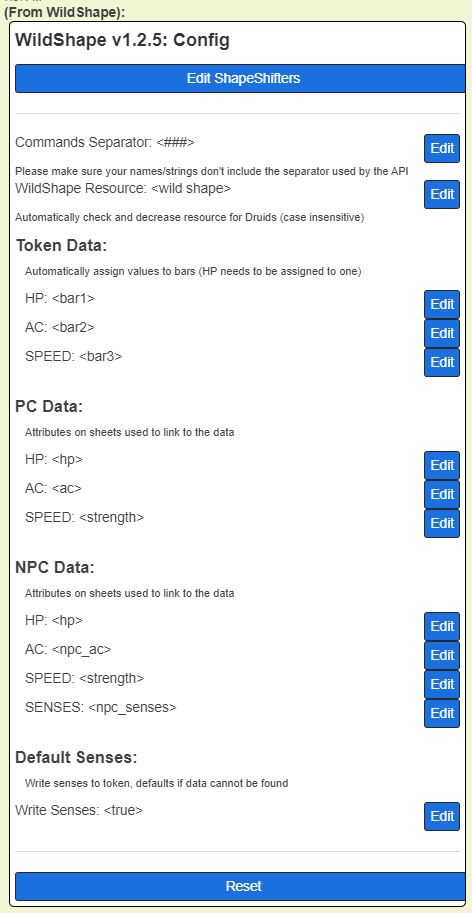 (From WildShape):
WildShape v1.2.5: Config
Edit ShapeShifters
Commands Separator: <###>
Edit
Please make sure your names/strings don't include the separator used by the API
WildShape Resource: <wild shape>
Edit
Automatically check and decrease resource for Druids (case insensitive)
Token Data:
Automatically assign values to bars (HP needs to be assigned to one)
HP: <bar1>
Edit
AC: <bar2>
Edit
SPEED: <bar3>
Edit
PC Data:
Attributes on sheets used to link to the data
HP: <hp>
Edit
AC: <ac>
Edit
SPEED: <strength>
Edit
NPC Data:
Attributes on sheets used to link to the data
HP: <hp>
Edit
AC: <npc_ac>
Edit
SPEED: <strength>
Edit
SENSES: <npc_senses>
Edit
Default Senses:
Write senses to token, defaults if data cannot be found
Write Senses: <true>
Edit
Reset